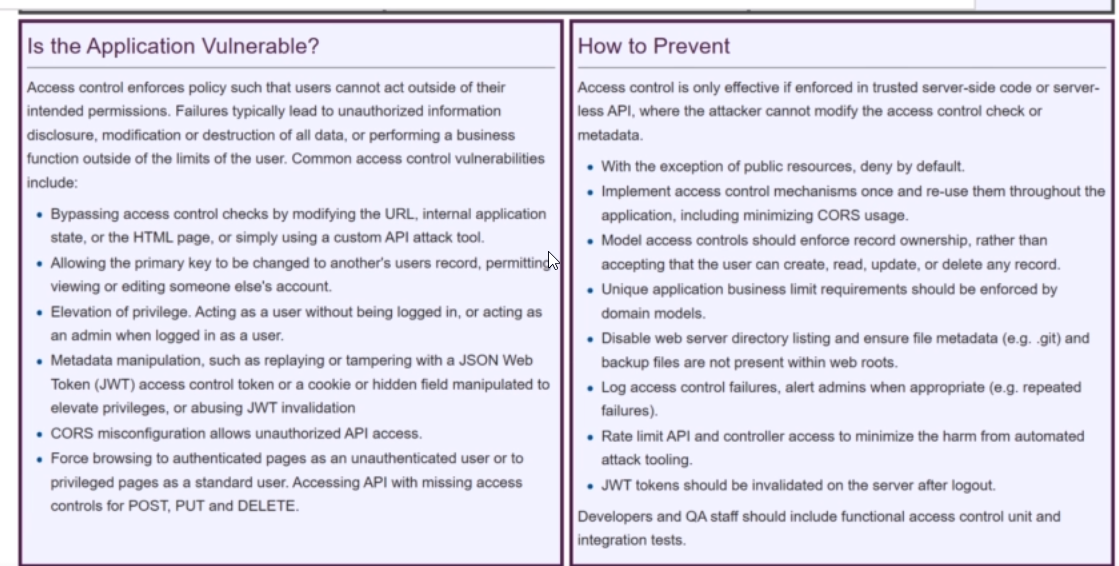 Is the Application Vulnerable?
Access control enforces policy such that users cannot act outside of their
intended permissions. Failures typically lead to unauthorized information
disclosure, modification or destruction of all data, or performing a business
function outside of the limits of the user. Common access control vulnerabilities
include:
• Bypassing access control checks by modifying the URL, internal application
state, or the HTML page, or simply using a custom API attack tool.
• Allowing the primary key to be changed to another's users record, permitting
viewing or editing someone else's account.
• Elevation of privilege. Acting as a user without being logged in, or acting as
an admin when logged in as a user.
• Metadata manipulation, such as replaying or tampering with a JSON Web
Token (JWT) access control token or a cookie or hidden field manipulated to
elevate privileges, or abusing JWT invalidation
• CORS misconfiguration allows unauthorized API access.
• Force browsing to authenticated pages as an unauthenticated user or to
privileged pages as a standard user. Accessing API with missing access
controls for POST, PUT and DELETE.
How to Prevent
Access control is only effective if enforced in trusted server-side code or server-
less API, where the attacker cannot modify the access control check or
metadata.
• With the exception of public resources, deny by default.
• Implement access control mechanisms once and re-use them throughout the
application, including minimizing CORS usage.
• Model access controls should enforce record ownership, rather than
accepting that the user can create, read, update, or delete any record.
• Unique application business limit requirements should be enforced by
domain models.
• Disable web server directory listing and ensure file metadata (e.g. .git) and
backup files are not present within web roots.
• Log access control failures, alert admins when appropriate (e.g. repeated
failures).
• Rate limit API and controller access to minimize the harm from automated
attack tooling.
• JWT tokens should be invalidated on the server after logout.
Developers and QA staff should include functional access control unit and
integration tests.